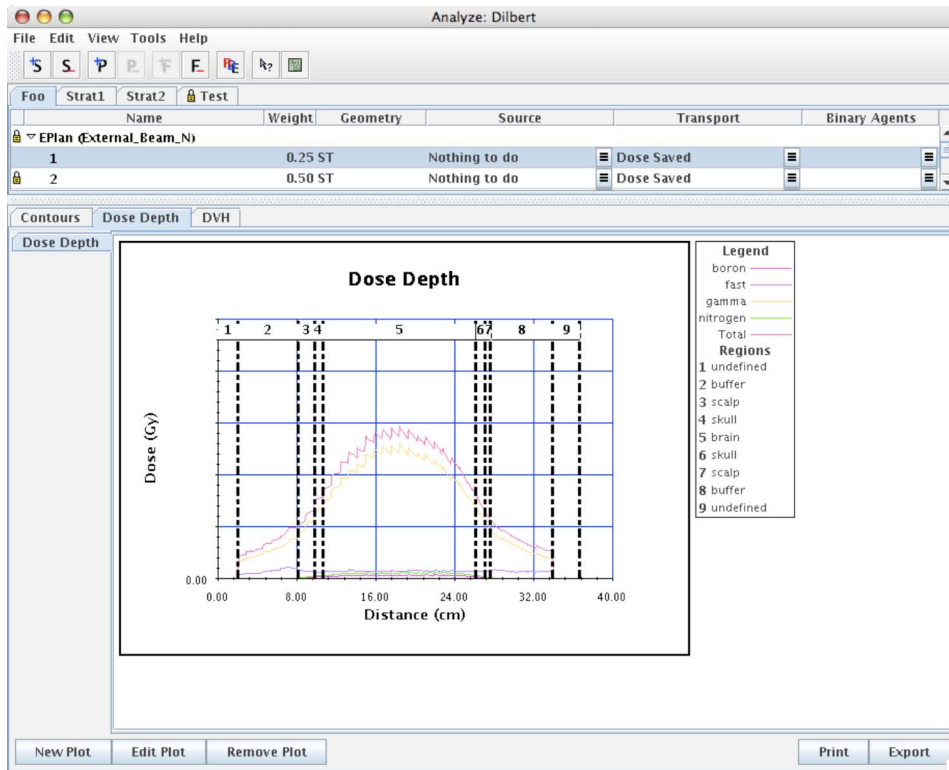 Analyze: Dilbert
File Edit View Tools Help
+S S_ +P P_ +F F_ RRE ?
Foo Strat1 Strat2 Test
Name Weight Geometry Source Transport Binary Agents
EPlan (External_Beam_N)
1 0.25 ST Nothing to do Dose Saved
2 0.50 ST Nothing to do Dose Saved
Contours Dose Depth DVH
Dose Depth
Dose Depth
1 2 3 4 5 6 7 8 9
Dose (Gy)
0.00
0.00 8.00 16.00 24.00 32.00 40.00
Distance (cm)
Legend
boron
fast
gamma
nitrogen
Total
Regions
1 undefined
2 buffer
3 scalp
4 skull
5 brain
6 skull
7 scalp
8 buffer
9 undefined
New Plot Edit Plot Remove Plot Print Export